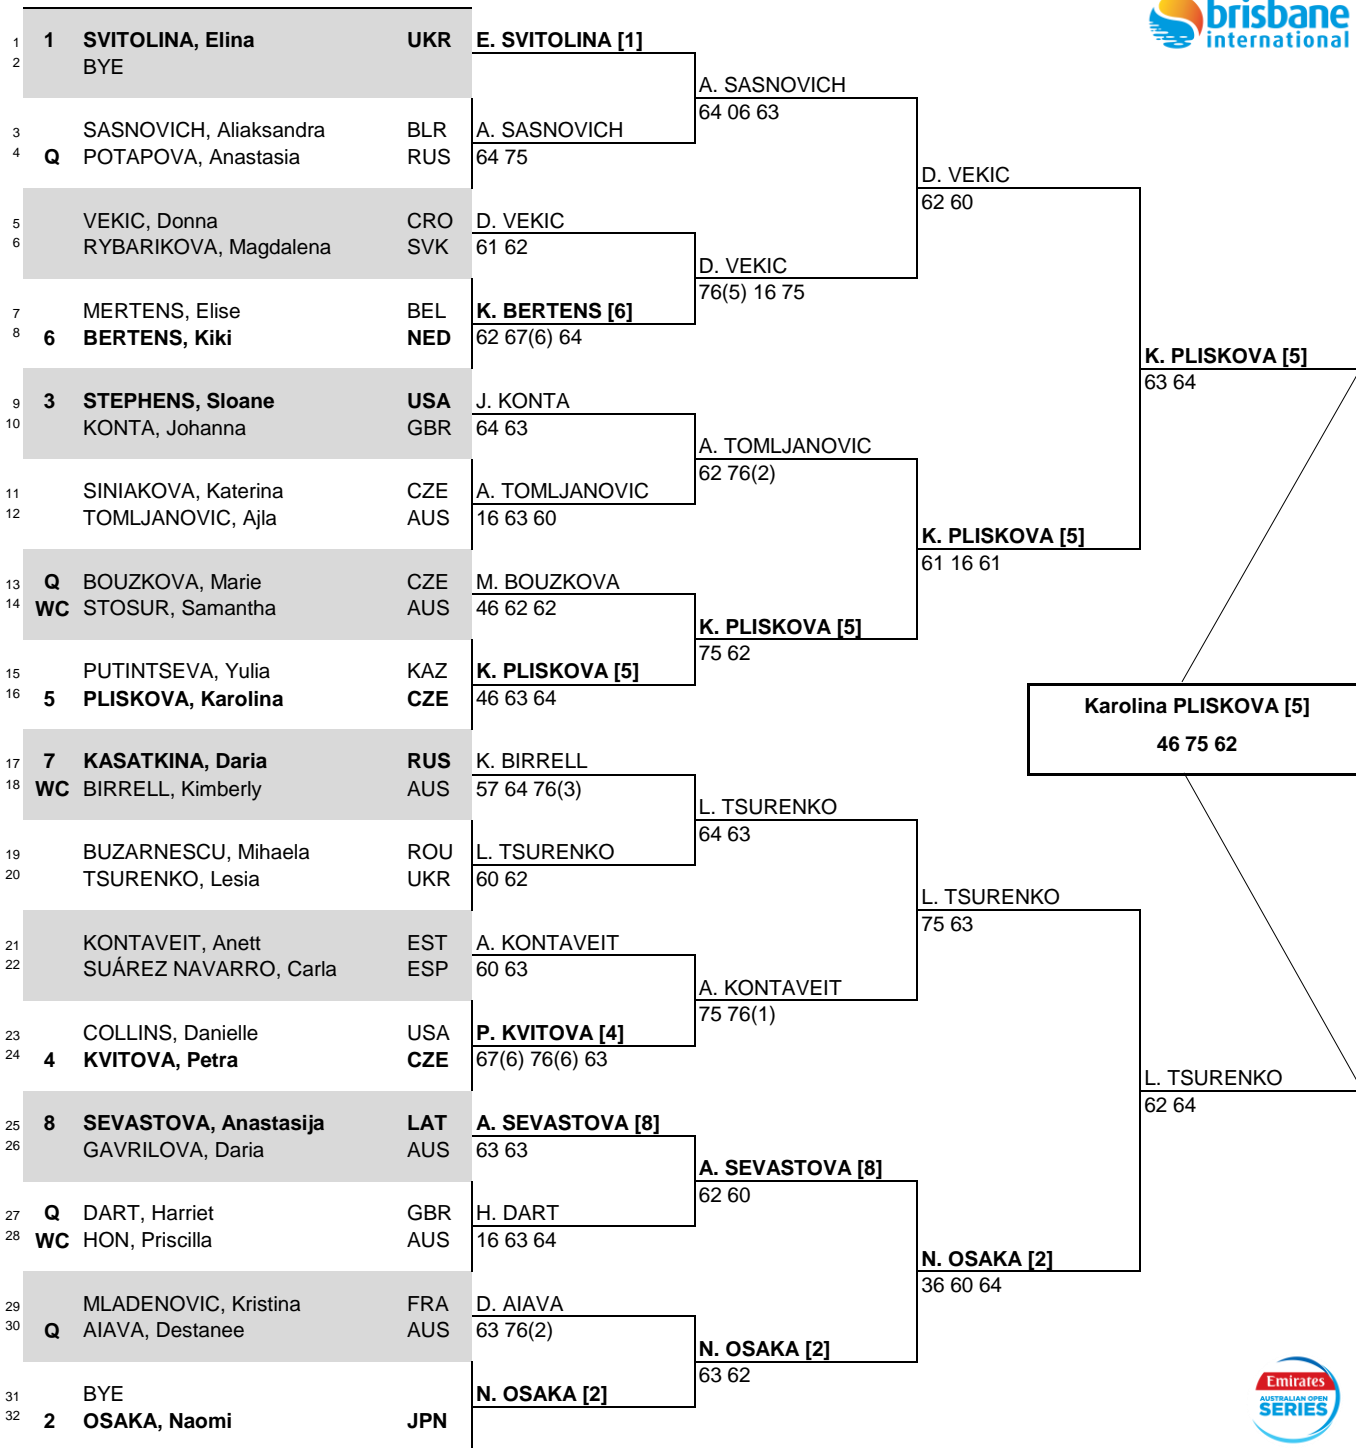 brisbane
international
1 1 SVITOLINA, Elina UKR
2 BYE
3 SASNOVICH, Aliaksandra BLR
4 Q POTAPOVA, Anastasia RUS
5 VEKIC, Donna CRO
6 RYBARIKOVA, Magdalena SVK
7 MERTENS, Elise BEL
8 6 BERTENS, Kiki NED
9 3 STEPHENS, Sloane USA
10 KONTA, Johanna GBR
11 SINIAKOVA, Katerina CZE
12 TOMLJANOVIC, Ajla AUS
13 Q BOUZKOVA, Marie CZE
14 WC STOSUR, Samantha AUS
15 PUTINTSEVA, Yulia KAZ
16 5 PLISKOVA, Karolina CZE
17 7 KASATKINA, Daria RUS
18 WC BIRRELL, Kimberly AUS
19 BUZARNESCU, Mihaela ROU
20 TSURENKO, Lesia UKR
21 KONTAVEIT, Anett EST
22 SUÁREZ NAVARRO, Carla ESP
23 COLLINS, Danielle USA
24 4 KVITOVA, Petra CZE
25 8 SEVASTOVA, Anastasija LAT
26 GAVRILOVA, Daria AUS
27 Q DART, Harriet GBR
28 WC HON, Priscilla AUS
29 MLADENOVIC, Kristina FRA
30 Q AIAVA, Destanee AUS
31 BYE
32 2 OSAKA, Naomi JPN
E. SVITOLINA [1]
A. SASNOVICH
64 75
D. VEKIC
61 62
K. BERTENS [6]
62 67(6) 64
J. KONTA
64 63
A. TOMLJANOVIC
16 63 60
M. BOUZKOVA
46 62 62
K. PLISKOVA [5]
46 63 64
K. BIRRELL
57 64 76(3)
L. TSURENKO
60 62
A. KONTAVEIT
60 63
P. KVITOVA [4]
67(6) 76(6) 63
A. SEVASTOVA [8]
63 63
H. DART
16 63 64
D. AIAVA
63 76(2)
N. OSAKA [2]
A. SASNOVICH
64 06 63
D. VEKIC
76(5) 16 75
A. TOMLJANOVIC
62 76(2)
K. PLISKOVA [5]
75 62
L. TSURENKO
64 63
A. KONTAVEIT
75 76(1)
A. SEVASTOVA [8]
62 60
N. OSAKA [2]
63 62
D. VEKIC
62 60
K. PLISKOVA [5]
61 16 61
L. TSURENKO
75 63
N. OSAKA [2]
36 60 64
K. PLISKOVA [5]
63 64
L. TSURENKO
62 64
Karolina PLISKOVA [5]
46 75 62
Emirates
AUSTRALIAN OPEN
SERIES